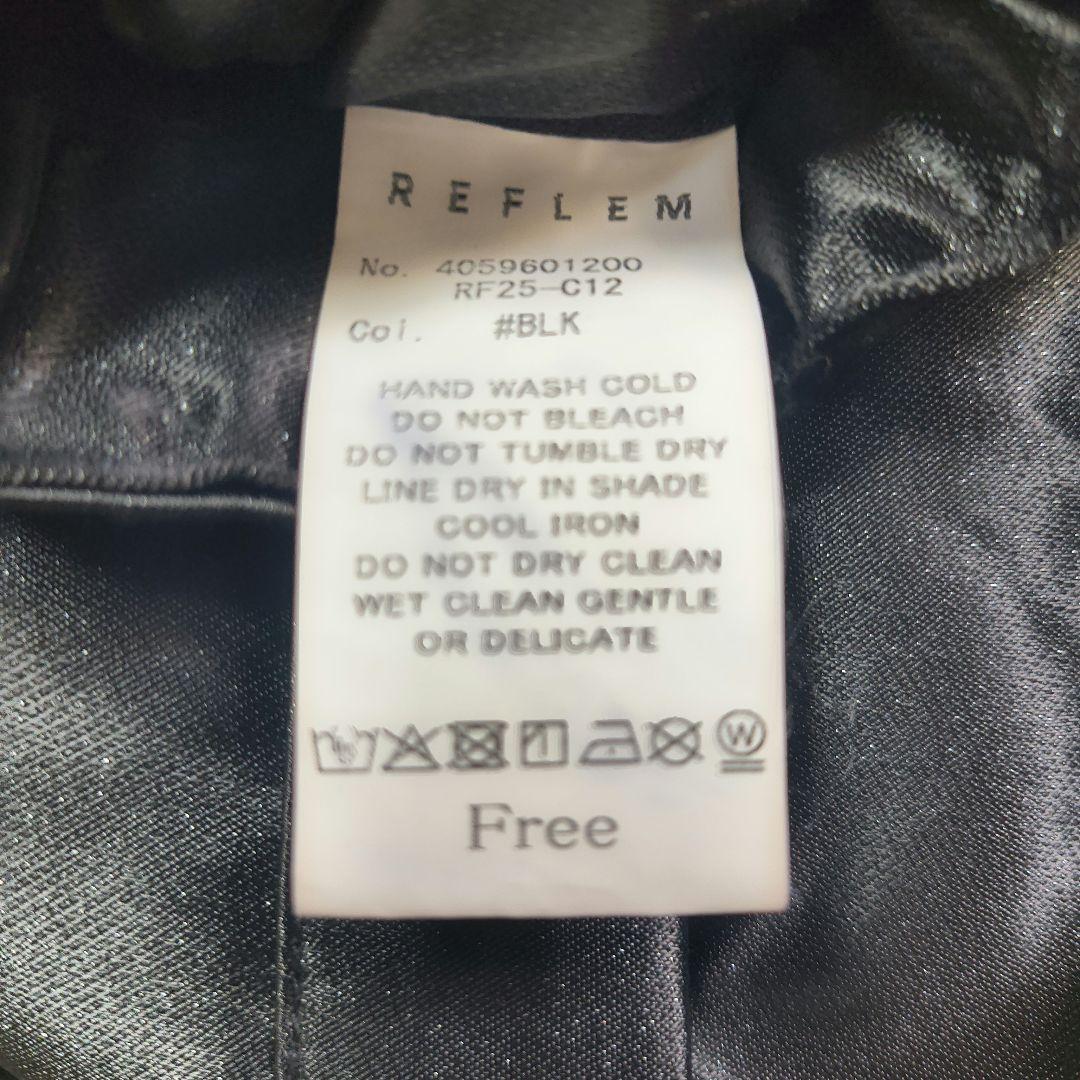 REFLEM
No. 4059601200
RF25-C12
Col. #BLK
HAND WASH COLD
DO NOT BLEACH
DO NOT TUMBLE DRY
LINE DRY IN SHADE
COOL IRON
DO NOT DRY CLEAN
WET CLEAN GENTLE
OR DELICATE
W
Free